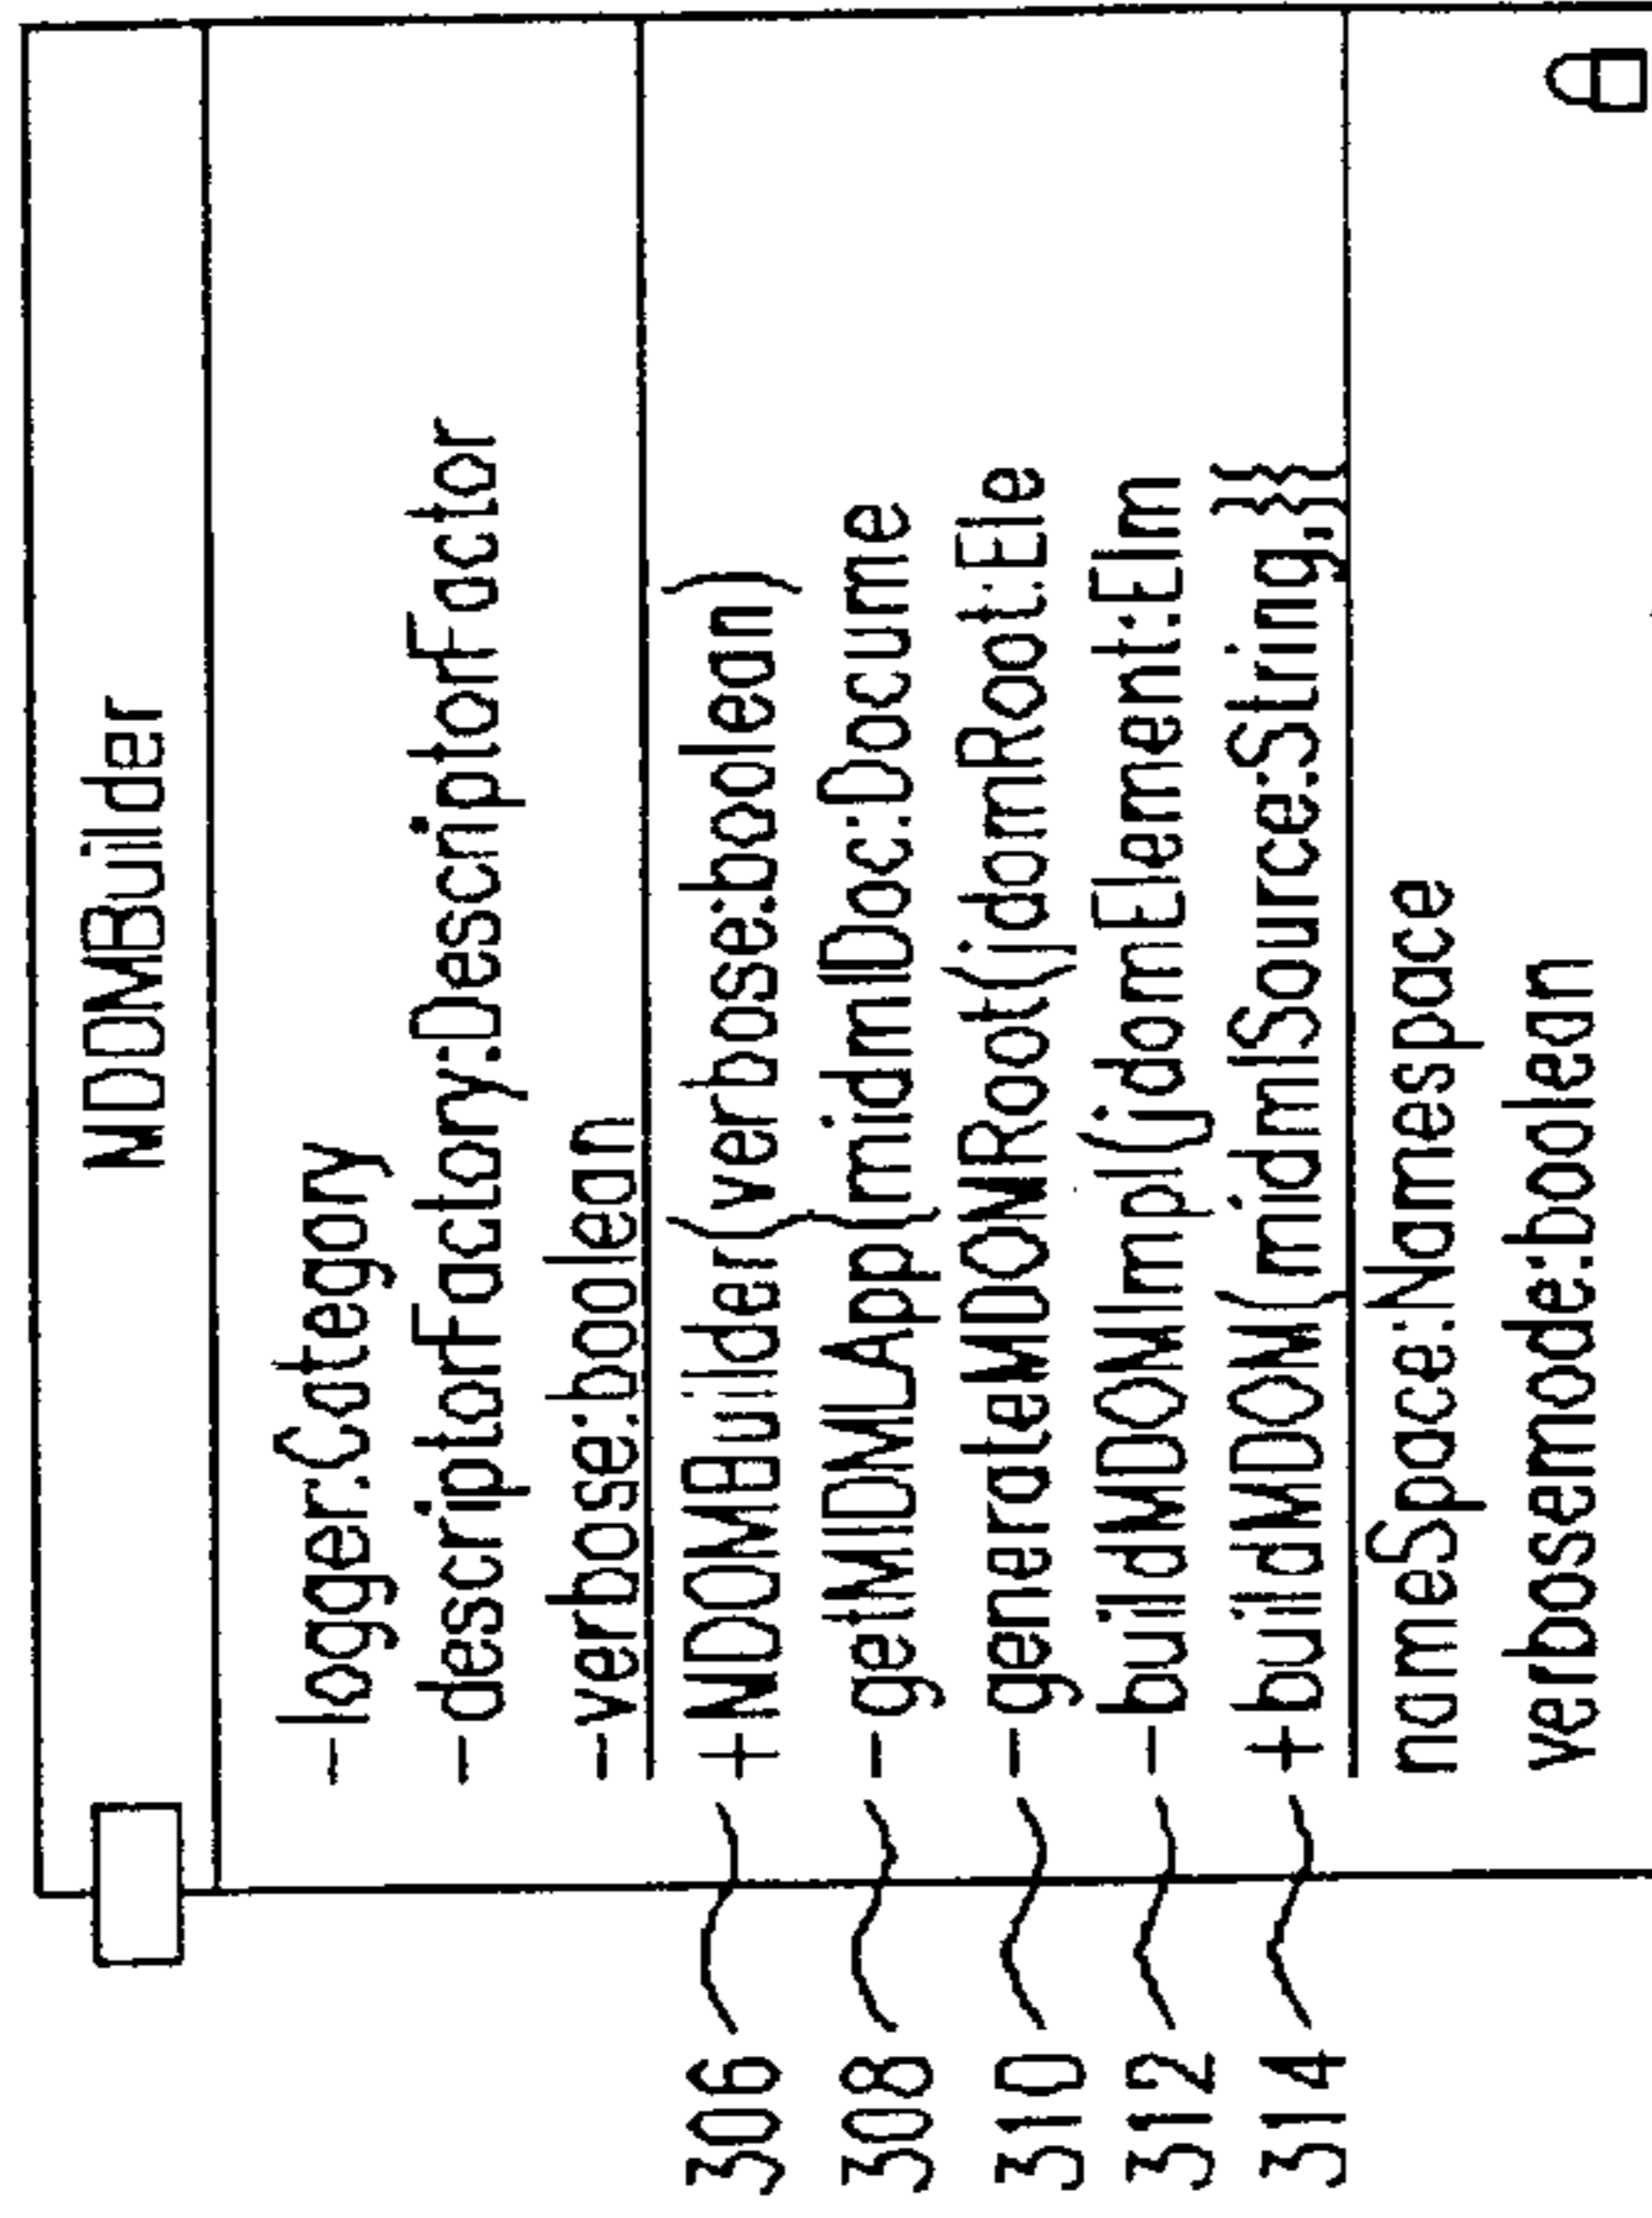 MDOMBuilder
-logger:Category
-descriptorFactory:DescriptorFactor
-verbose:boolean
306 +MDOMBuilder(verbose:boolean)
308 -getMIDMLAppl(midmlDoc:Docume
310 -generateMDOMRoot(jdomRoot:Ele
312 -buildMDOMImpl(jdomElement:Elm
314 +buildMDOM(midmlSource:String,}{
nameSpace:Namespace
verbosemode:boolean